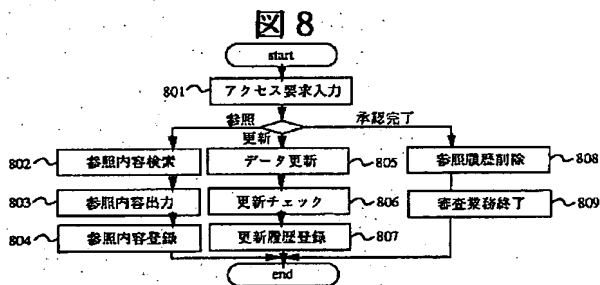 図8
start
801 アクセス要求入力
参照 更新 承認完了
802 参照内容検索 データ更新 805 参照履歴削除 808
803 参照内容出力 更新チェック 806 審査業務終了 809
804 参照内容登録 更新履歴登録 807
end